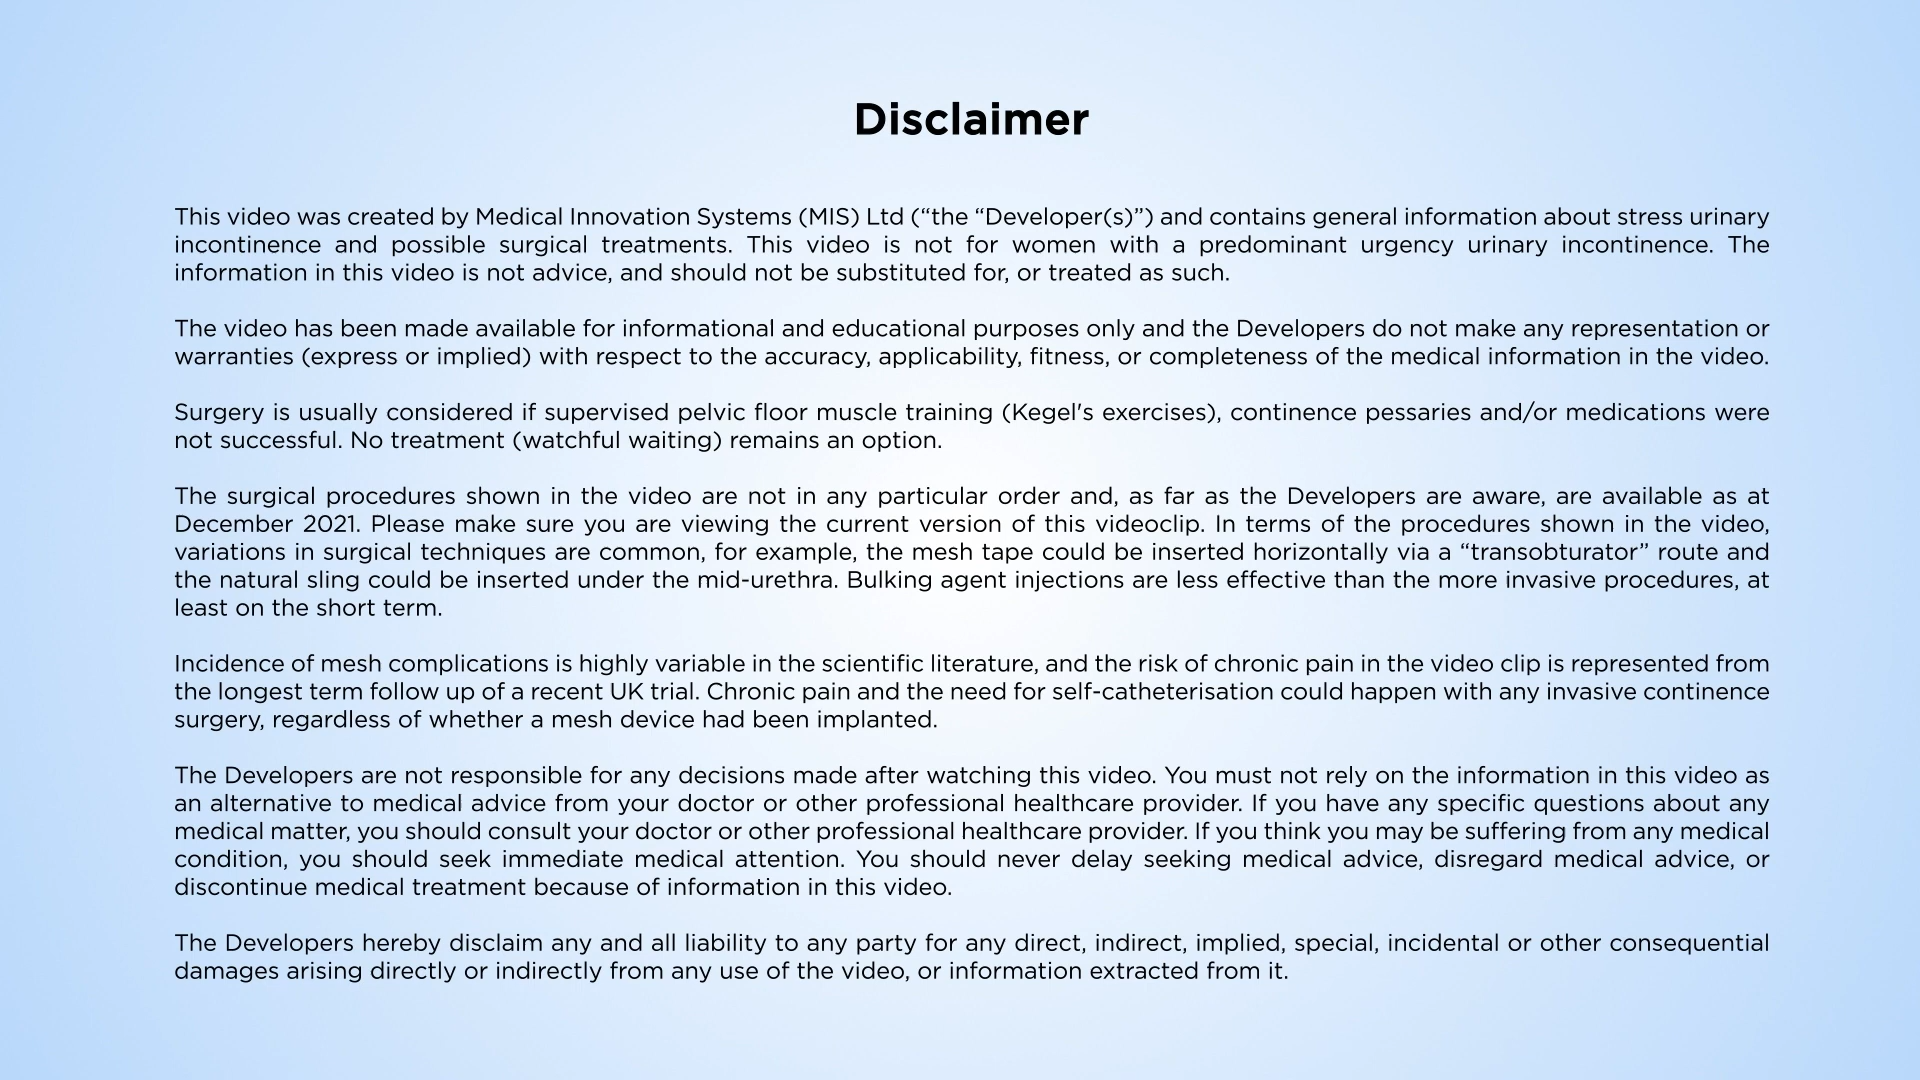 Disclaimer
This video was created by Medical Innovation Systems (MIS) Ltd (“the “Developer(s)”) and contains general information about stress urinary
incontinence and possible surgical treatments. This video is not for women with a predominant urgency urinary incontinence. The
information in this video is not advice, and should not be substituted for, or treated as such.
The video has been made available for informational and educational purposes only and the Developers do not make any representation or
warranties (express or implied) with respect to the accuracy, applicability, fitness, or completeness of the medical information in the video.
Surgery is usually considered if supervised pelvic floor muscle training (Kegel's exercises), continence pessaries and/or medications were
not successful. No treatment (watchful waiting) remains an option.
The surgical procedures shown in the video are not in any particular order and, as far as the Developers are aware, are available as at
December 2021. Please make sure you are viewing the current version of this videoclip. In terms of the procedures shown in the video,
variations in surgical techniques are common, for example, the mesh tape could be inserted horizontally via a “transobturator” route and
the natural sling could be inserted under the mid-urethra. Bulking agent injections are less effective than the more invasive procedures, at
least on the short term.
Incidence of mesh complications is highly variable in the scientific literature, and the risk of chronic pain in the video clip is represented from
the longest term follow up of a recent UK trial. Chronic pain and the need for self-catheterisation could happen with any invasive continence
surgery, regardless of whether a mesh device had been implanted.
The Developers are not responsible for any decisions made after watching this video. You must not rely on the information in this video as
an alternative to medical advice from your doctor or other professional healthcare provider. If you have any specific questions about any
medical matter, you should consult your doctor or other professional healthcare provider. If you think you may be suffering from any medical
condition, you should seek immediate medical attention. You should never delay seeking medical advice, disregard medical advice, or
discontinue medical treatment because of information in this video.
The Developers hereby disclaim any and all liability to any party for any direct, indirect, implied, special, incidental or other consequential
damages arising directly or indirectly from any use of the video, or information extracted from it.